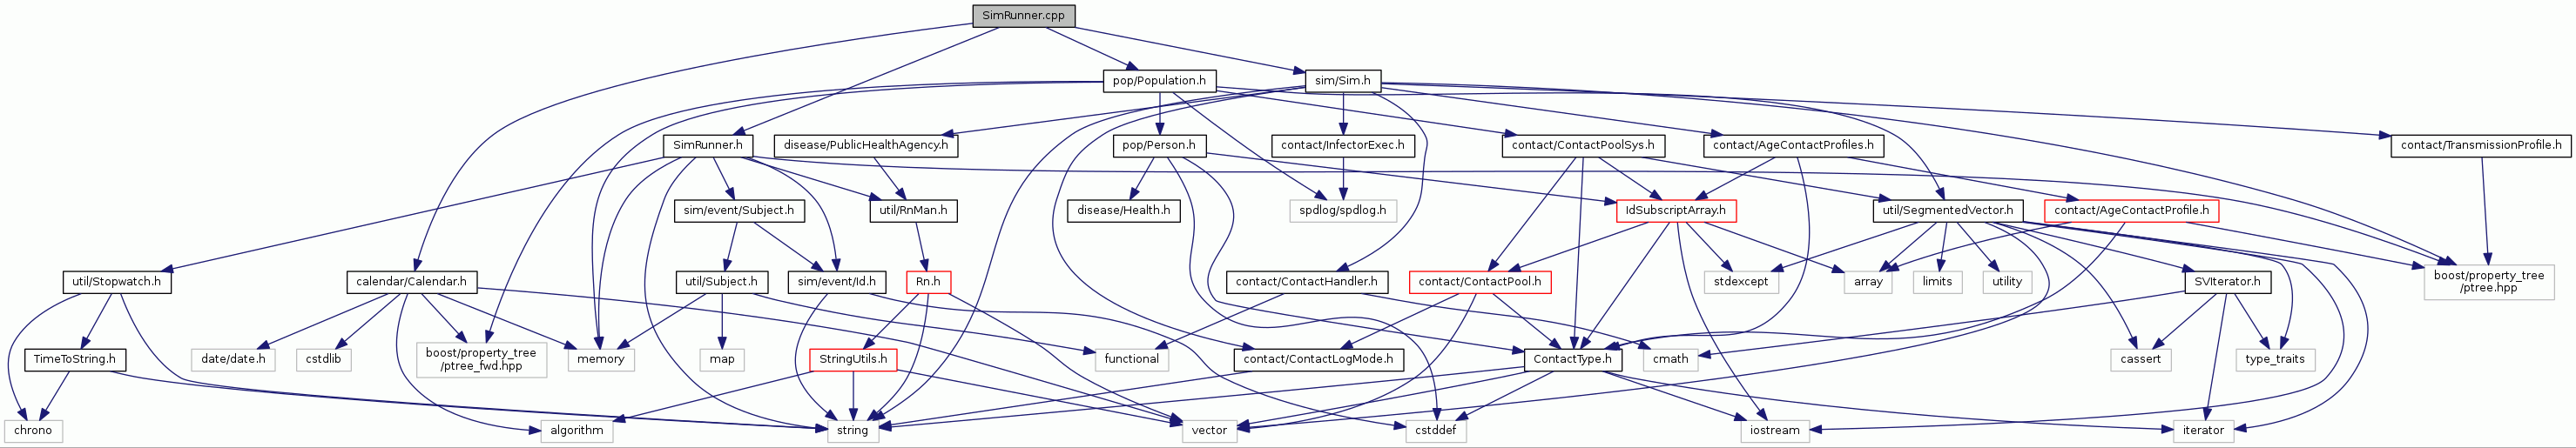 SimRunner.cpp
pop/Population.h
sim/Sim.h
SimRunner.h
disease/PublicHealthAgency.h
pop/Person.h
contact/InfectorExec.h
contact/ContactPoolSys.h
contact/AgeContactProfiles.h
contact/TransmissionProfile.h
sim/event/Subject.h
util/RnMan.h
disease/Health.h
spdlog/spdlog.h
IdSubscriptArray.h
util/SegmentedVector.h
contact/AgeContactProfile.h
util/Stopwatch.h
calendar/Calendar.h
util/Subject.h
sim/event/Id.h
Rn.h
contact/ContactHandler.h
contact/ContactPool.h
stdexcept
array
limits
utility
SVIterator.h
boost/property_tree
/ptree.hpp
TimeToString.h
date/date.h
cstdlib
boost/property_tree
/ptree_fwd.hpp
memory
map
StringUtils.h
functional
contact/ContactLogMode.h
ContactType.h
cmath
cassert
type_traits
chrono
algorithm
string
vector
cstddef
iostream
iterator